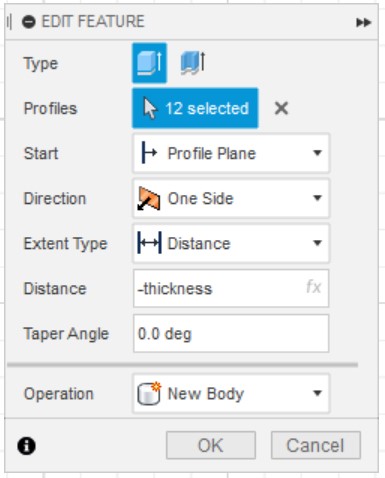 EDIT FEATURE
Type
Profiles 12 selected
Start Profile Plane
Direction One Side
Extent Type Distance
Distance -thickness fx
Taper Angle 0.0 deg
Operation New Body
OK Cancel